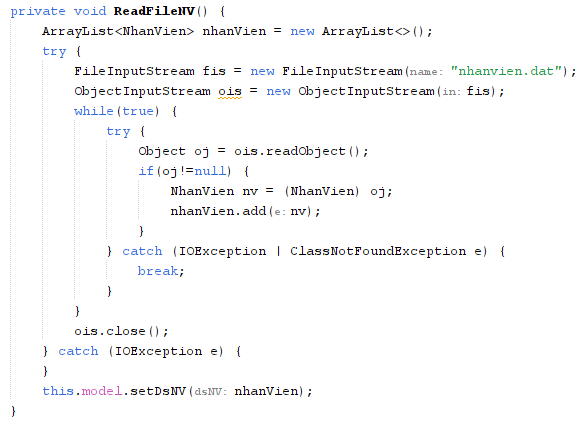 private void ReadFileNV() {
    ArrayList<NhanVien> nhanVien = new ArrayList<>();
    try {
        FileInputStream fis = new FileInputStream(name: "nhanvien.dat");
        ObjectInputStream ois = new ObjectInputStream(in: fis);
        while(true) {
            try {
                Object oj = ois.readObject();
                if(oj!=null) {
                    NhanVien nv = (NhanVien) oj;
                    nhanVien.add(e: nv);
                }
            } catch (IOException | ClassNotFoundException e) {
                break;
            }
        }
        ois.close();
    } catch (IOException e) {
    }
    this.model.setDsNV(dsNV: nhanVien);
}